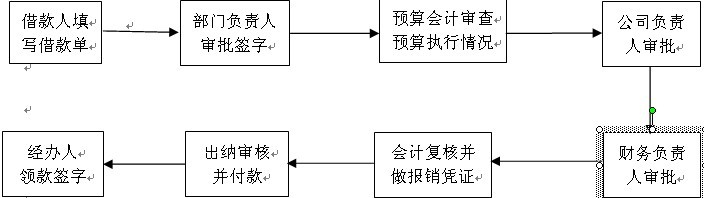 借款人填
写借款单
部门负责人
审批签字
预算会计审查
预算执行情况
公司负责
人审批
财务负责
人审批
会计复核并
做报销凭证
出纳审核
并付款
经办人
领款签字